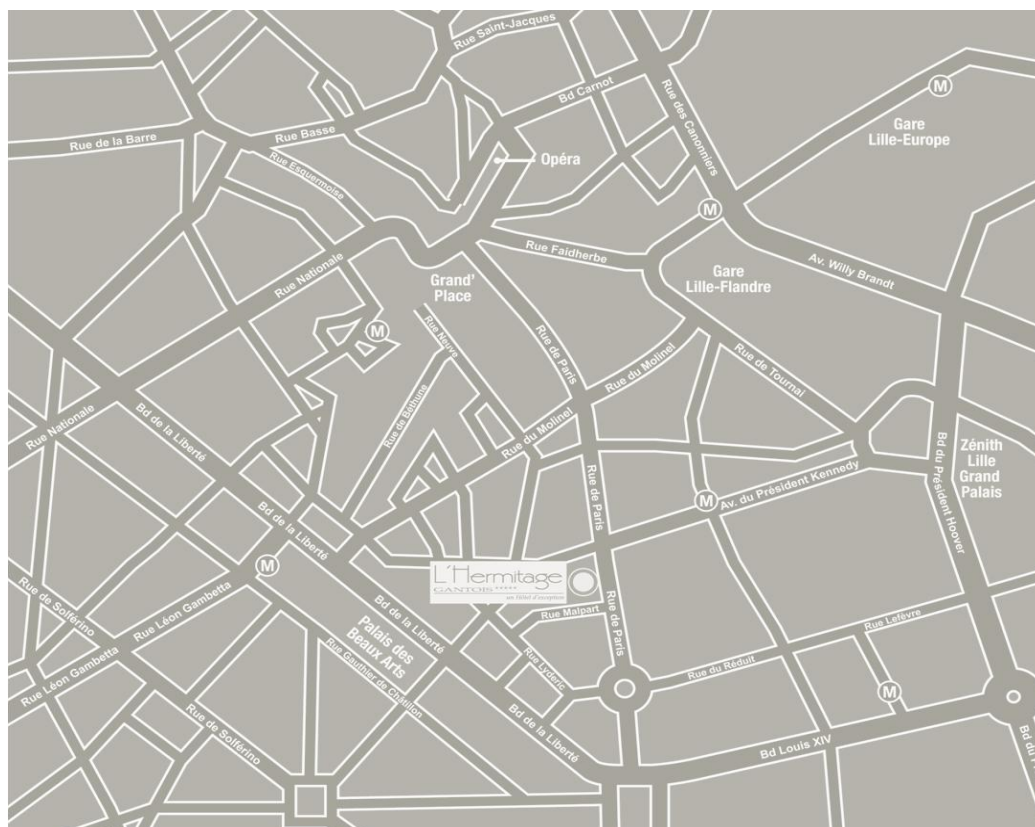 Rue Saint-Jacques
Bd Carnot
Rue des Canonniers
M
Gare
Lille-Europe
Rue de la Barre
Rue Basse
Opéra
Rue Esquermoise
M
Rue Faidherbe
Av. Willy Brandt
Gare
Lille-Flandre
Rue Nationale
Grand'
Place
M
Rue Neuve
Rue de Paris
Rue du Molinel
Rue de Tournai
Rue de Béthune
Rue Nationale
Bd de la Liberté
Rue du Molinel
Bd du Président Hoover
Zénith
Lille
Grand
Palais
Rue de Paris
M
Av. du Président Kennedy
Bd de la Liberté
M
L'Hermitage
GANTOIS *****
un Hôtel d'exception
Rue de Solférino
Rue Léon Gambetta
Bd de la Liberté
Palais des
Beaux Arts
Rue Malpart
Rue de Paris
Rue Lefèvre
Rue Gauthier de Châtillon
Rue Lyderic
Rue du Réduit
Rue Léon Gambetta
M
Rue de Solférino
Bd de la Liberté
Bd Louis XIV